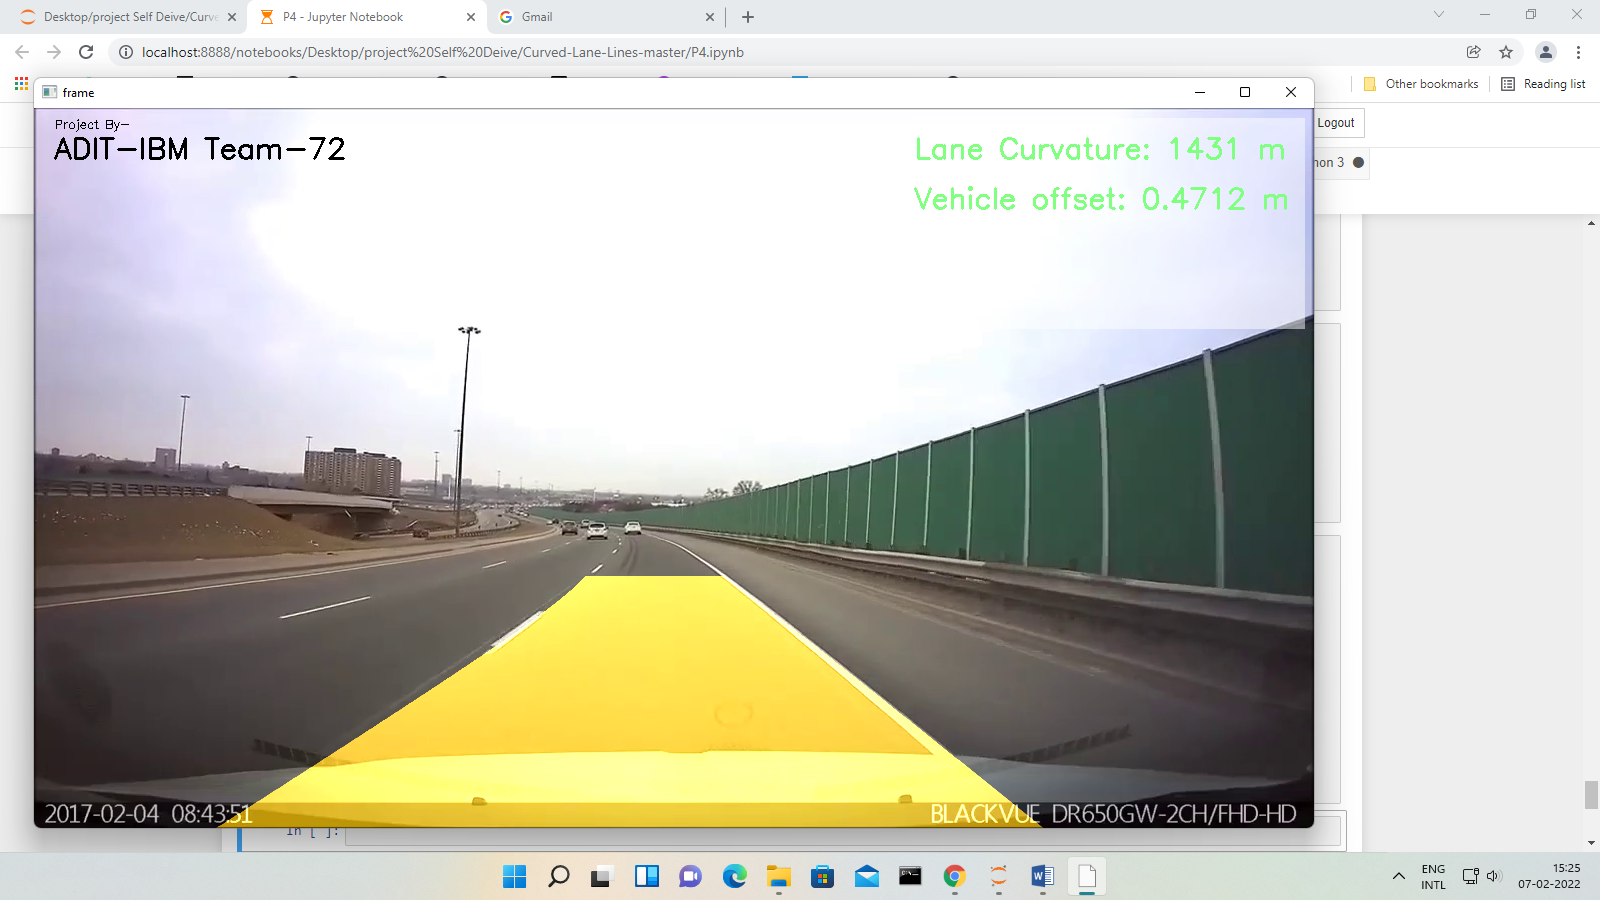 Desktop/project Self Deive/Curve
P4 - Jupyter Notebook
Gmail
localhost:8888/notebooks/Desktop/project%20Self%20Deive/Curved-Lane-Lines-master/P4.ipynb
Other bookmarks
Reading list
frame
Logout
Project By-
ADIT-IBM Team-72
Lane Curvature: 1431 m
hon 3
Vehicle offset: 0.4712 m
2017-02-04 08:43:51
BLACKVUE DR650GW-2CH/FHD-HD
In [ ]:
ENG
INTL
15:25
07-02-2022